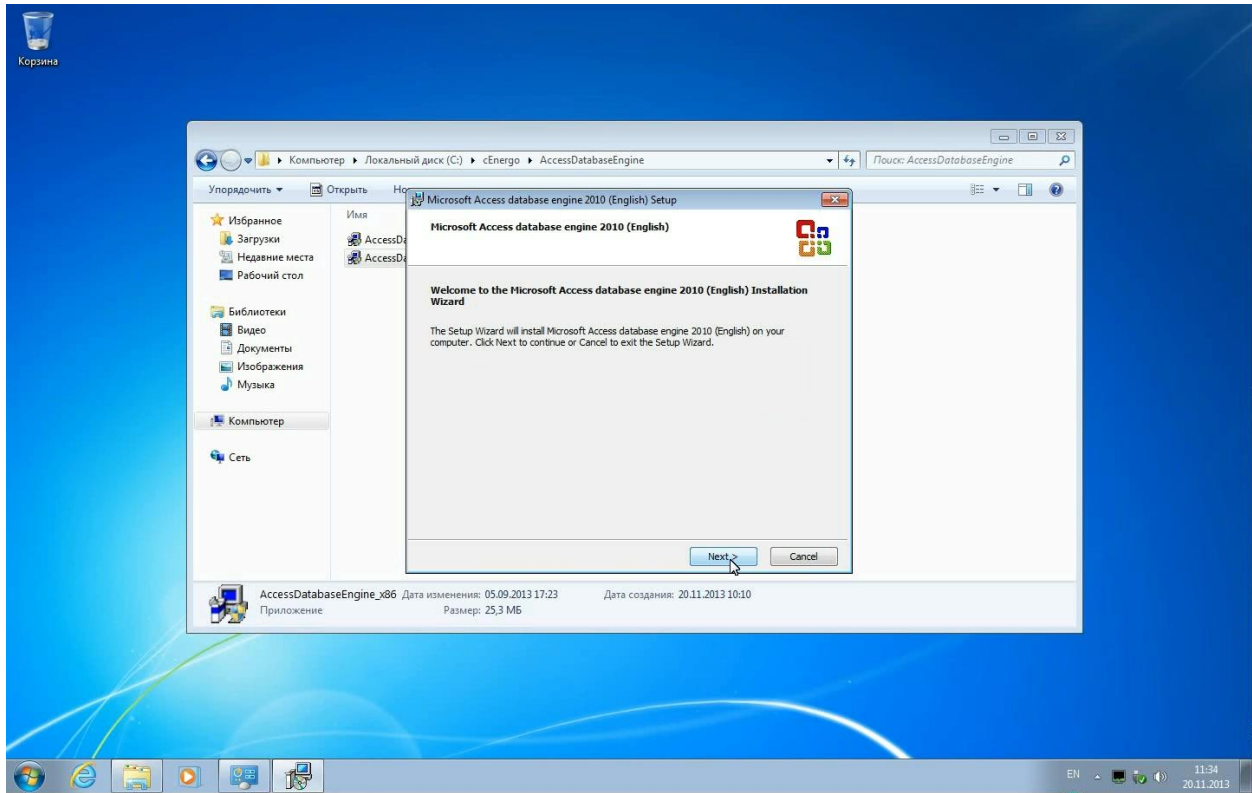 Корзина
Компьютер ▸ Локальный диск (C:) ▸ cEnergo ▸ AccessDatabaseEngine
Поиск: AccessDatabaseEngine
Упорядочить
Открыть
Microsoft Access database engine 2010 (English) Setup
Microsoft Access database engine 2010 (English)
Избранное
Загрузки
Недавние места
Рабочий стол
Библиотеки
Видео
Документы
Изображения
Музыка
Компьютер
Сеть
Имя
Welcome to the Microsoft Access database engine 2010 (English) Installation
Wizard
The Setup Wizard will install Microsoft Access database engine 2010 (English) on your
computer. Click Next to continue or Cancel to exit the Setup Wizard.
Next >
Cancel
AccessDatabaseEngine_x86 Дата изменения: 05.09.2013 17:23 Дата создания: 20.11.2013 10:10
Приложение Размер: 25,3 МБ
EN
11:34
20.11.2013